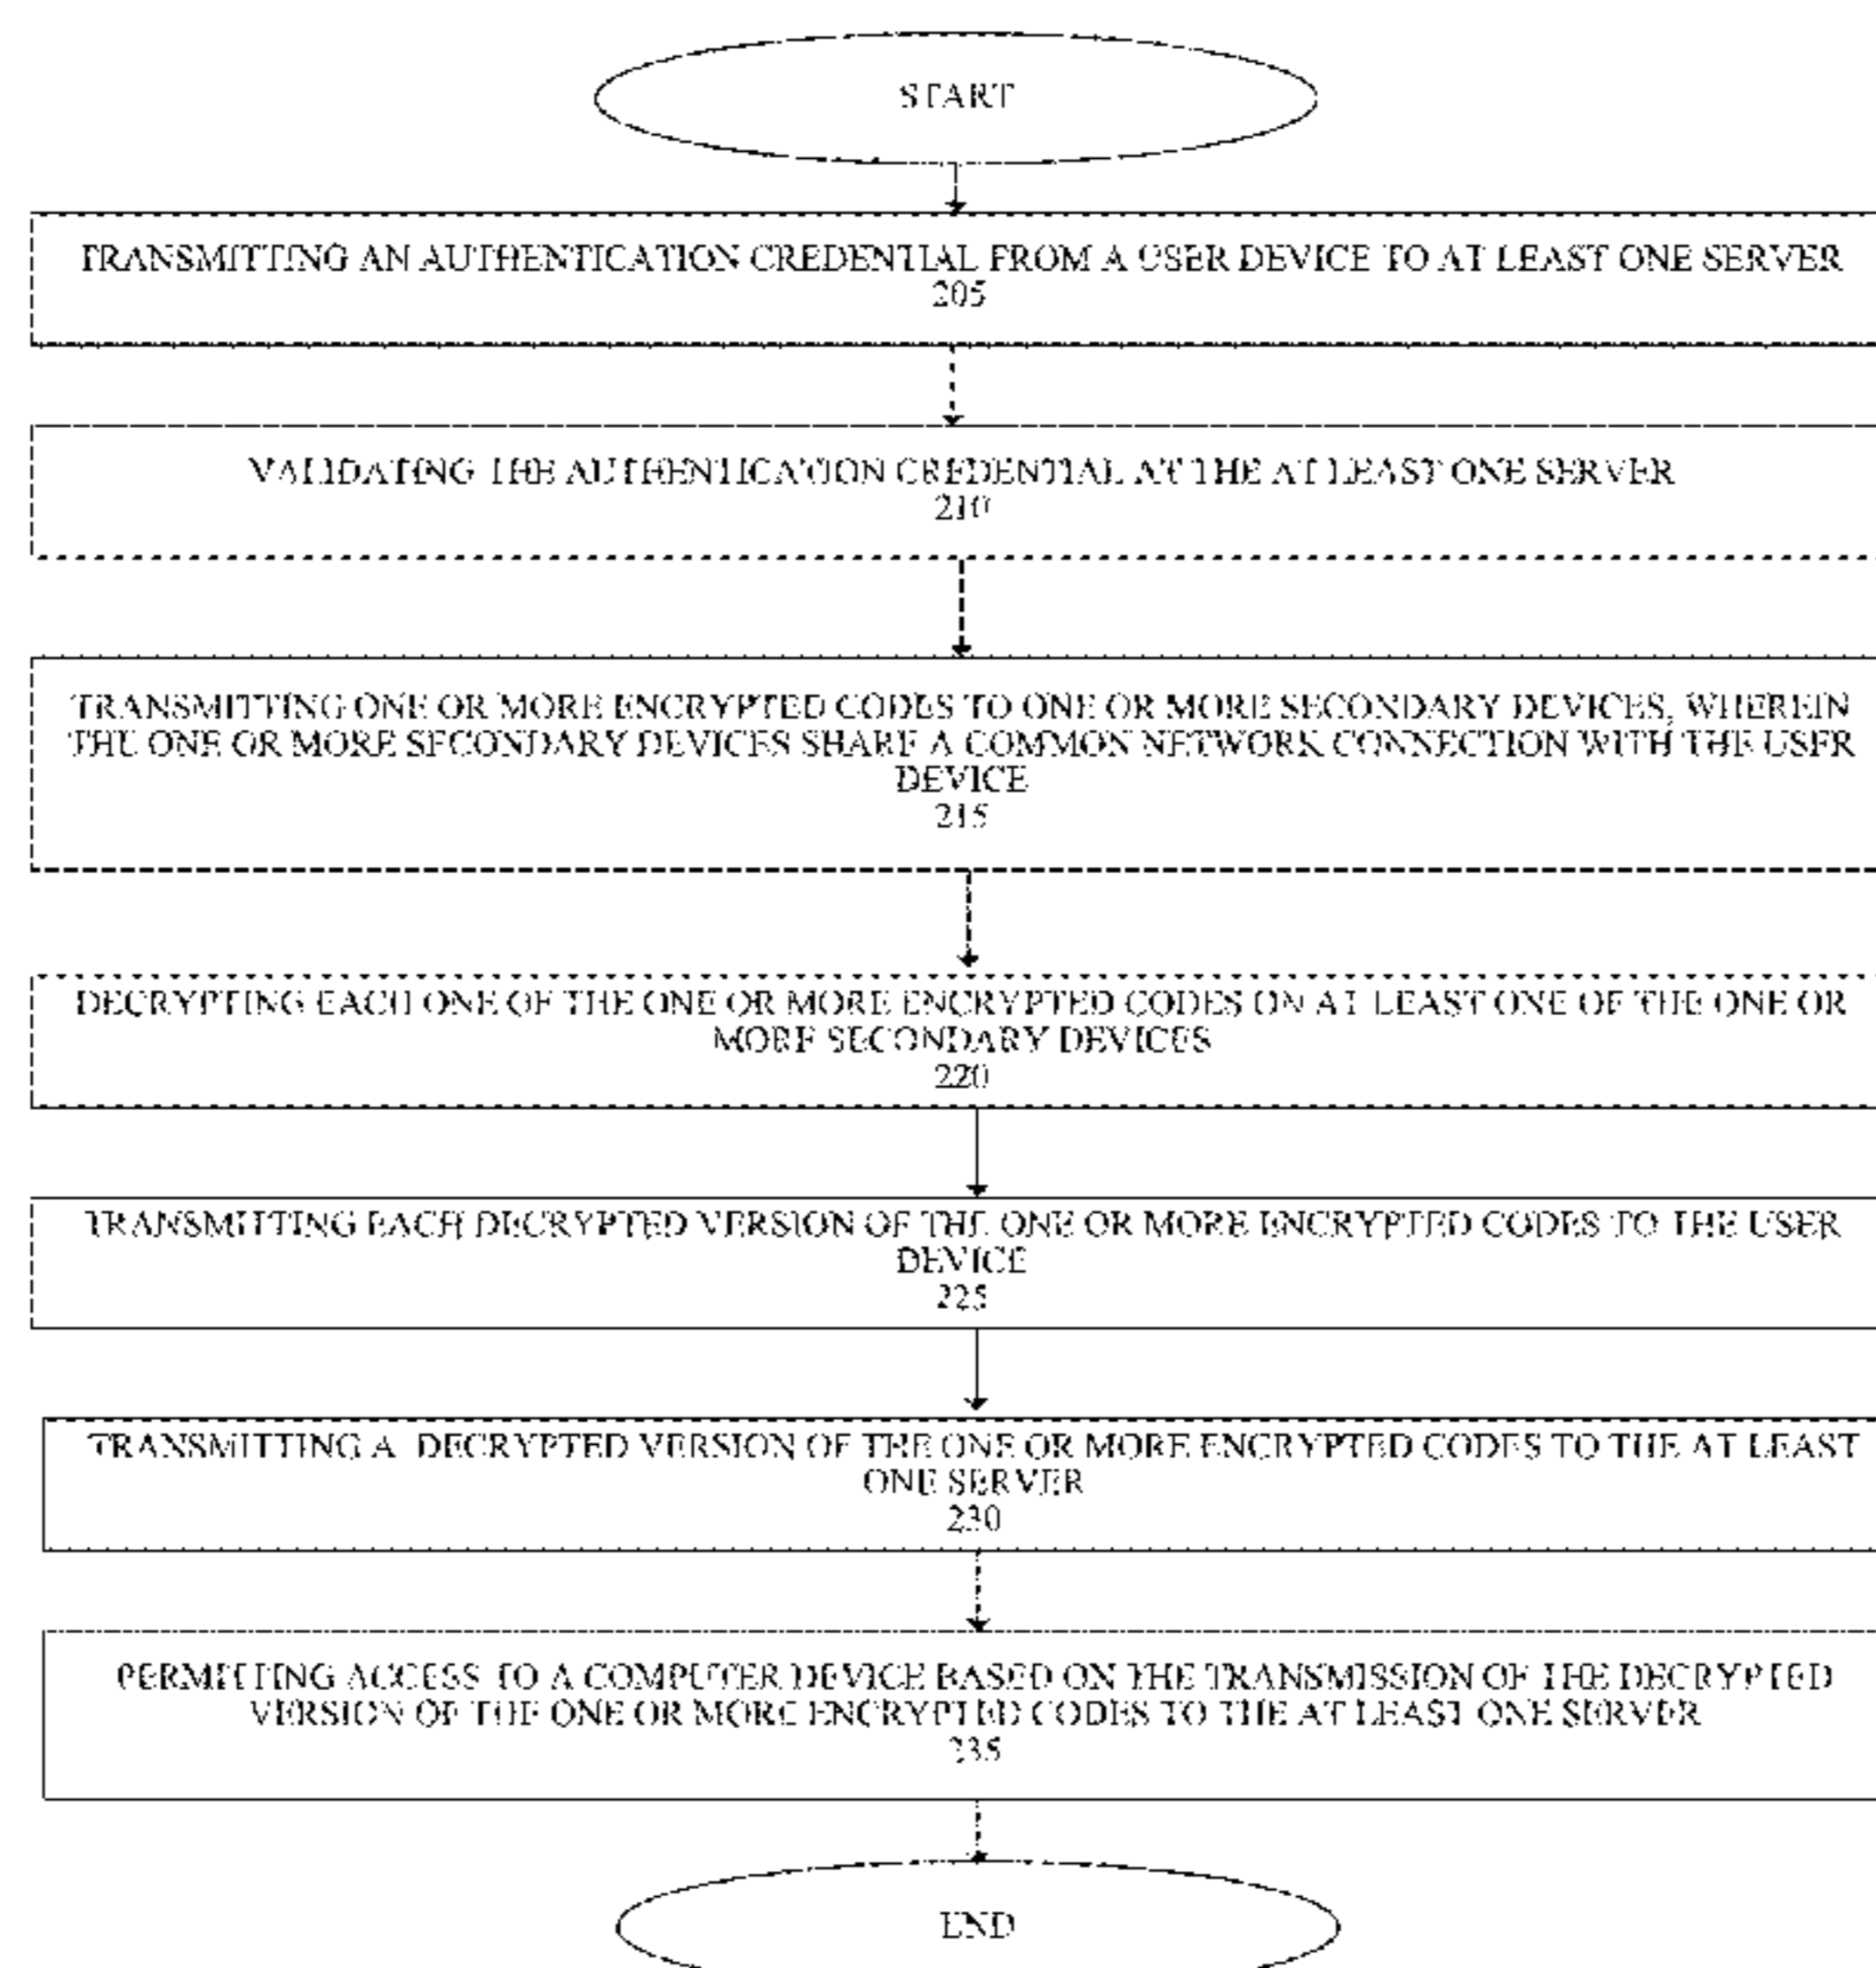 START
TRANSMITTING AN AUTHENTICATION CREDENTIAL FROM A USER DEVICE TO AT LEAST ONE SERVER
205
VALIDATING THE AUTHENTICATION CREDENTIAL AT THE AT LEAST ONE SERVER
210
TRANSMITTING ONE OR MORE ENCRYPTED CODES TO ONE OR MORE SECONDARY DEVICES, WHEREIN
THE ONE OR MORE SECONDARY DEVICES SHARE A COMMON NETWORK CONNECTION WITH THE USER
DEVICE
215
DECRYPTING EACH ONE OF THE ONE OR MORE ENCRYPTED CODES ON AT LEAST ONE OF THE ONE OR
MORE SECONDARY DEVICES
220
TRANSMITTING EACH DECRYPTED VERSION OF THE ONE OR MORE ENCRYPTED CODES TO THE USER
DEVICE
225
TRANSMITTING A DECRYPTED VERSION OF THE ONE OR MORE ENCRYPTED CODES TO THE AT LEAST
ONE SERVER
230
PERMITTING ACCESS TO A COMPUTER DEVICE BASED ON THE TRANSMISSION OF THE DECRYPTED
VERSION OF THE ONE OR MORE ENCRYPTED CODES TO THE AT LEAST ONE SERVER
235
END